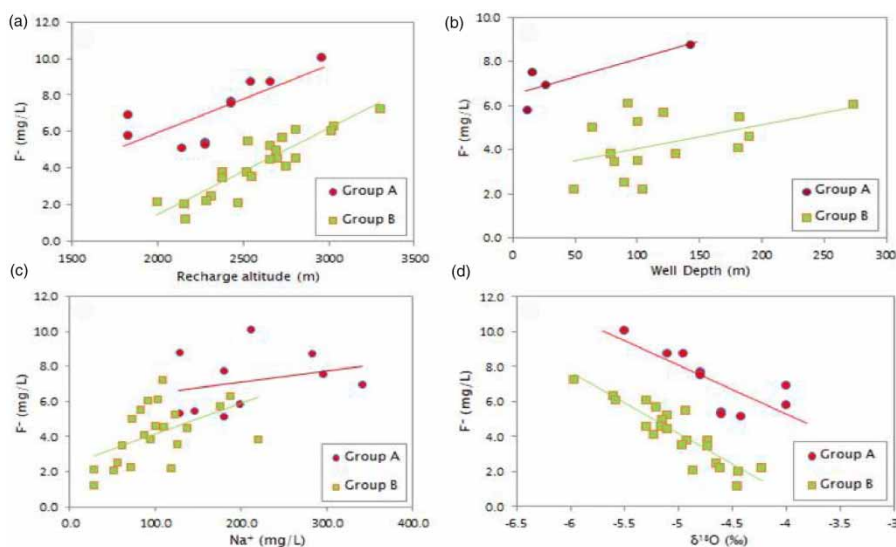 (a)
12.0
10.0
8.0
6.0
4.0
2.0
0.0
F⁻ (mg/L)
Group A
Group B
1500 2000 2500 3000 3500
Recharge altitude (m)
(b)
10.0
8.0
6.0
4.0
2.0
0.0
F⁻ (mg/L)
Group A
Group B
0 50 100 150 200 250 300
Well Depth (m)
(c)
12.0
10.0
8.0
6.0
4.0
2.0
0.0
F⁻ (mg/L)
Group A
Group B
0.0 100.0 200.0 300.0 400.0
Na⁺ (mg/L)
(d)
12.0
10.0
8.0
6.0
4.0
2.0
0.0
F⁻ (mg/L)
Group A
Group B
-6.5 -6 -5.5 -5 -4.5 -4 -3.5 -3
δ¹⁸O (‰)